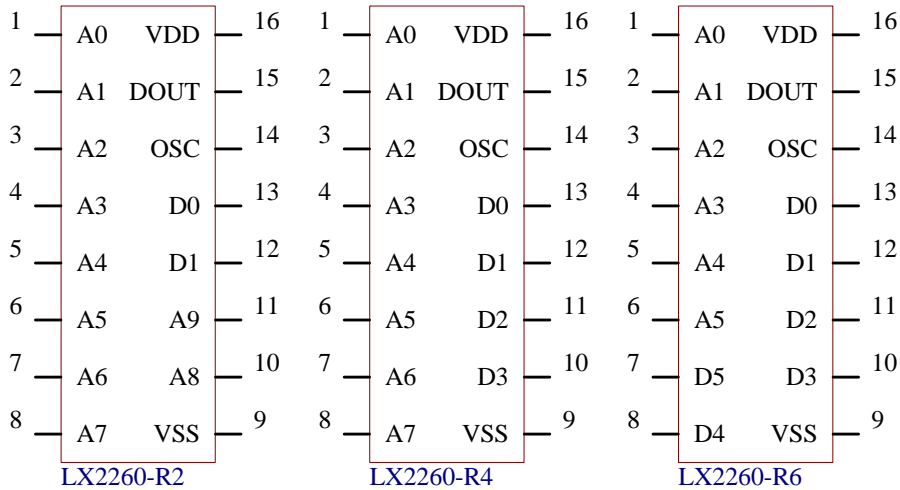 1 A0 VDD 16 1 A0 VDD 16 1 A0 VDD 16
2 A1 DOUT 15 2 A1 DOUT 15 2 A1 DOUT 15
3 A2 OSC 14 3 A2 OSC 14 3 A2 OSC 14
4 A3 D0 13 4 A3 D0 13 4 A3 D0 13
5 A4 D1 12 5 A4 D1 12 5 A4 D1 12
6 A5 A9 11 6 A5 D2 11 6 A5 D2 11
7 A6 A8 10 7 A6 D3 10 7 D5 D3 10
8 A7 VSS 9 8 A7 VSS 9 8 D4 VSS 9
LX2260-R2 LX2260-R4 LX2260-R6